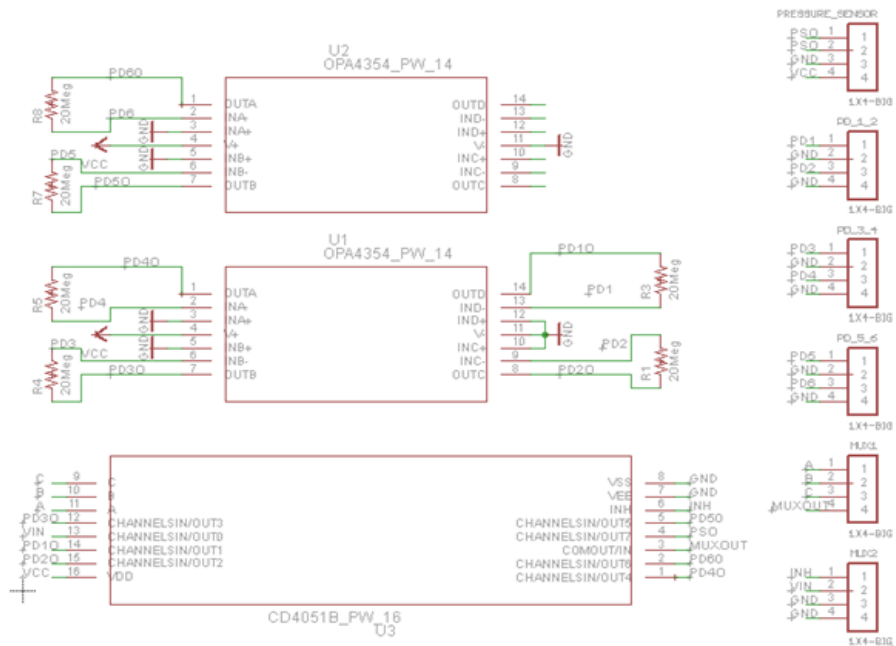 PRESSURE_SENSOR
PSO 1 1
PSO 2 2
GND 3 3
VCC 4 4
1X4-BIG
U2
OPA4354_PW_14
PD6O
R8
20Meg
PD6
GND
GND
VCC
PD5
R7
20Meg
PD5O
1 OUTA
2 NA-
3 NA+
4 V+
5 NB+
6 NB-
7 OUTB
OUTD 14
IND- 13
IND+ 12
V- 11
INC+ 10
INC- 9
OUTC 8
GND
PD_1_2
PD1 1 1
GND 2 2
PD2 3 3
GND 4 4
1X4-BIG
U1
OPA4354_PW_14
PD4O
R5
20Meg
PD4
GND
GND
VCC
PD3
R4
20Meg
PD3O
1 OUTA
2 NA-
3 NA+
4 V+
5 NB+
6 NB-
7 OUTB
OUTD 14
IND- 13
IND+ 12
V- 11
INC+ 10
INC- 9
OUTC 8
GND
PD1O
PD1
R3
20Meg
PD2
PD2O
R1
20Meg
PD_3_4
PD3 1 1
GND 2 2
PD4 3 3
GND 4 4
1X4-BIG
PD_5_6
PD5 1 1
GND 2 2
PD6 3 3
GND 4 4
1X4-BIG
C 9 C
B 10 B
A 11 A
PD3O 12 CHANNELSIN/OUT3
VIN 13 CHANNELSIN/OUT0
PD1O 14 CHANNELSIN/OUT1
PD2O 15 CHANNELSIN/OUT2
VCC 16 VDD
VSS 8 GND
VEE 7 GND
INH 6 INH
CHANNELSIN/OUT5 5 PD5O
CHANNELSIN/OUT7 4 PSO
COMOUT/IN 3 MUXOUT
CHANNELSIN/OUT6 2 PD6O
CHANNELSIN/OUT4 1 PD4O
CD4051B_PW_16
U3
MUX1
A 1 1
B 2 2
C 3 3
MUXOUT 4 4
1X4-BIG
MUX2
INH 1 1
VIN 2 2
GND 3 3
GND 4 4
1X4-BIG